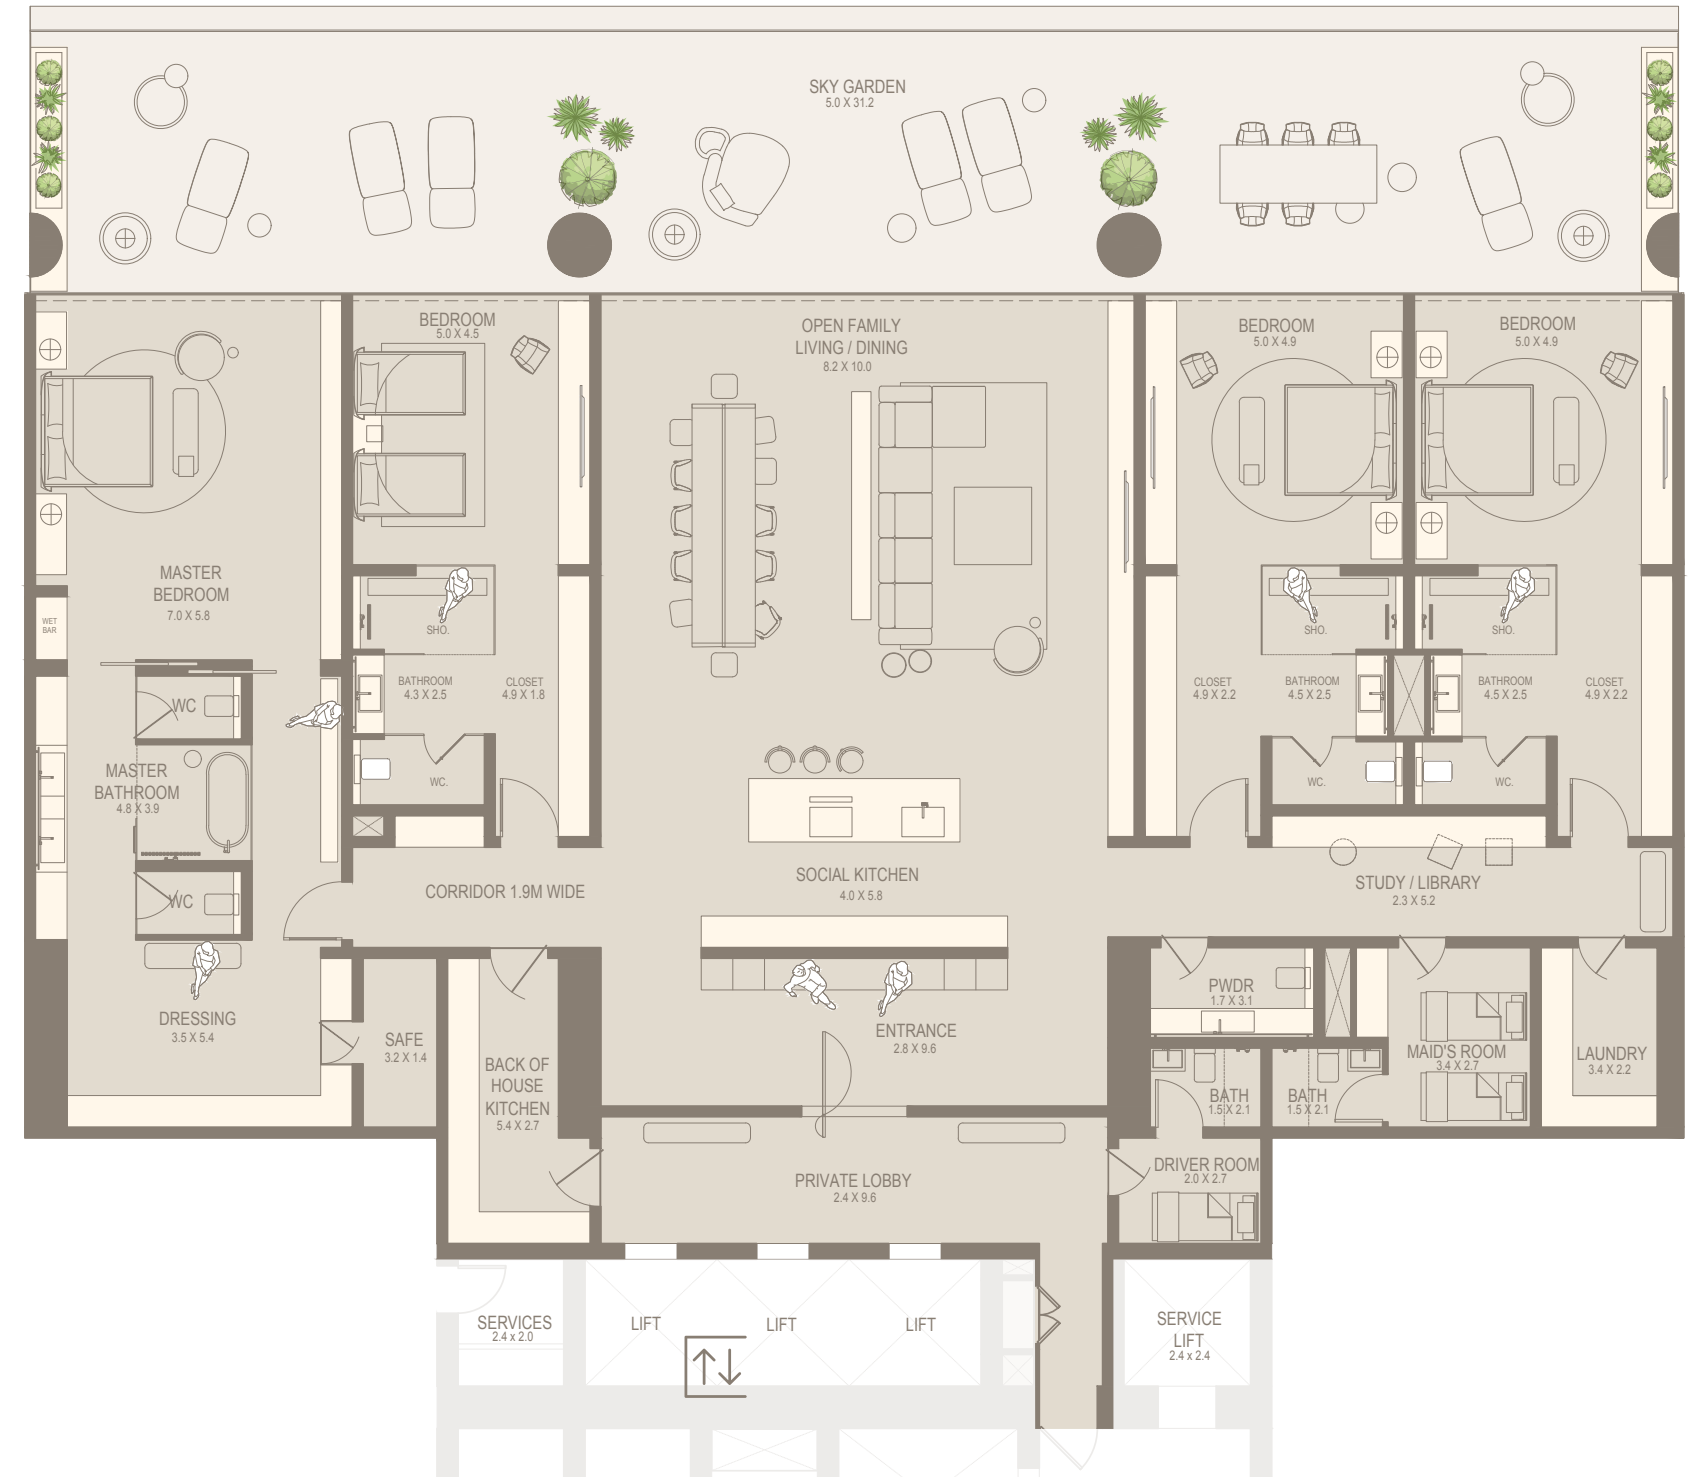 SKY GARDEN
5.0 X 31.2
BEDROOM
5.0 X 4.5
OPEN FAMILY
LIVING / DINING
8.2 X 10.0
BEDROOM
5.0 X 4.9
BEDROOM
5.0 X 4.9
MASTER
BEDROOM
7.0 X 5.8
WET
BAR
SHO.
SHO.
SHO.
BATHROOM
4.3 X 2.5
CLOSET
4.9 X 1.8
CLOSET
4.9 X 2.2
BATHROOM
4.5 X 2.5
BATHROOM
4.5 X 2.5
CLOSET
4.9 X 2.2
WC
MASTER
BATHROOM
4.8 X 3.9
WC.
WC.
WC.
WC
CORRIDOR 1.9M WIDE
SOCIAL KITCHEN
4.0 X 5.8
STUDY / LIBRARY
2.3 X 5.2
DRESSING
3.5 X 5.4
SAFE
3.2 X 1.4
BACK OF
HOUSE
KITCHEN
5.4 X 2.7
ENTRANCE
2.8 X 9.6
PWDR
1.7 X 3.1
BATH
1.5 X 2.1
BATH
1.5 X 2.1
MAID'S ROOM
3.4 X 2.7
LAUNDRY
3.4 X 2.2
PRIVATE LOBBY
2.4 X 9.6
DRIVER ROOM
2.0 X 2.7
SERVICES
2.4 x 2.0
LIFT
LIFT
LIFT
SERVICE
LIFT
2.4 x 2.4